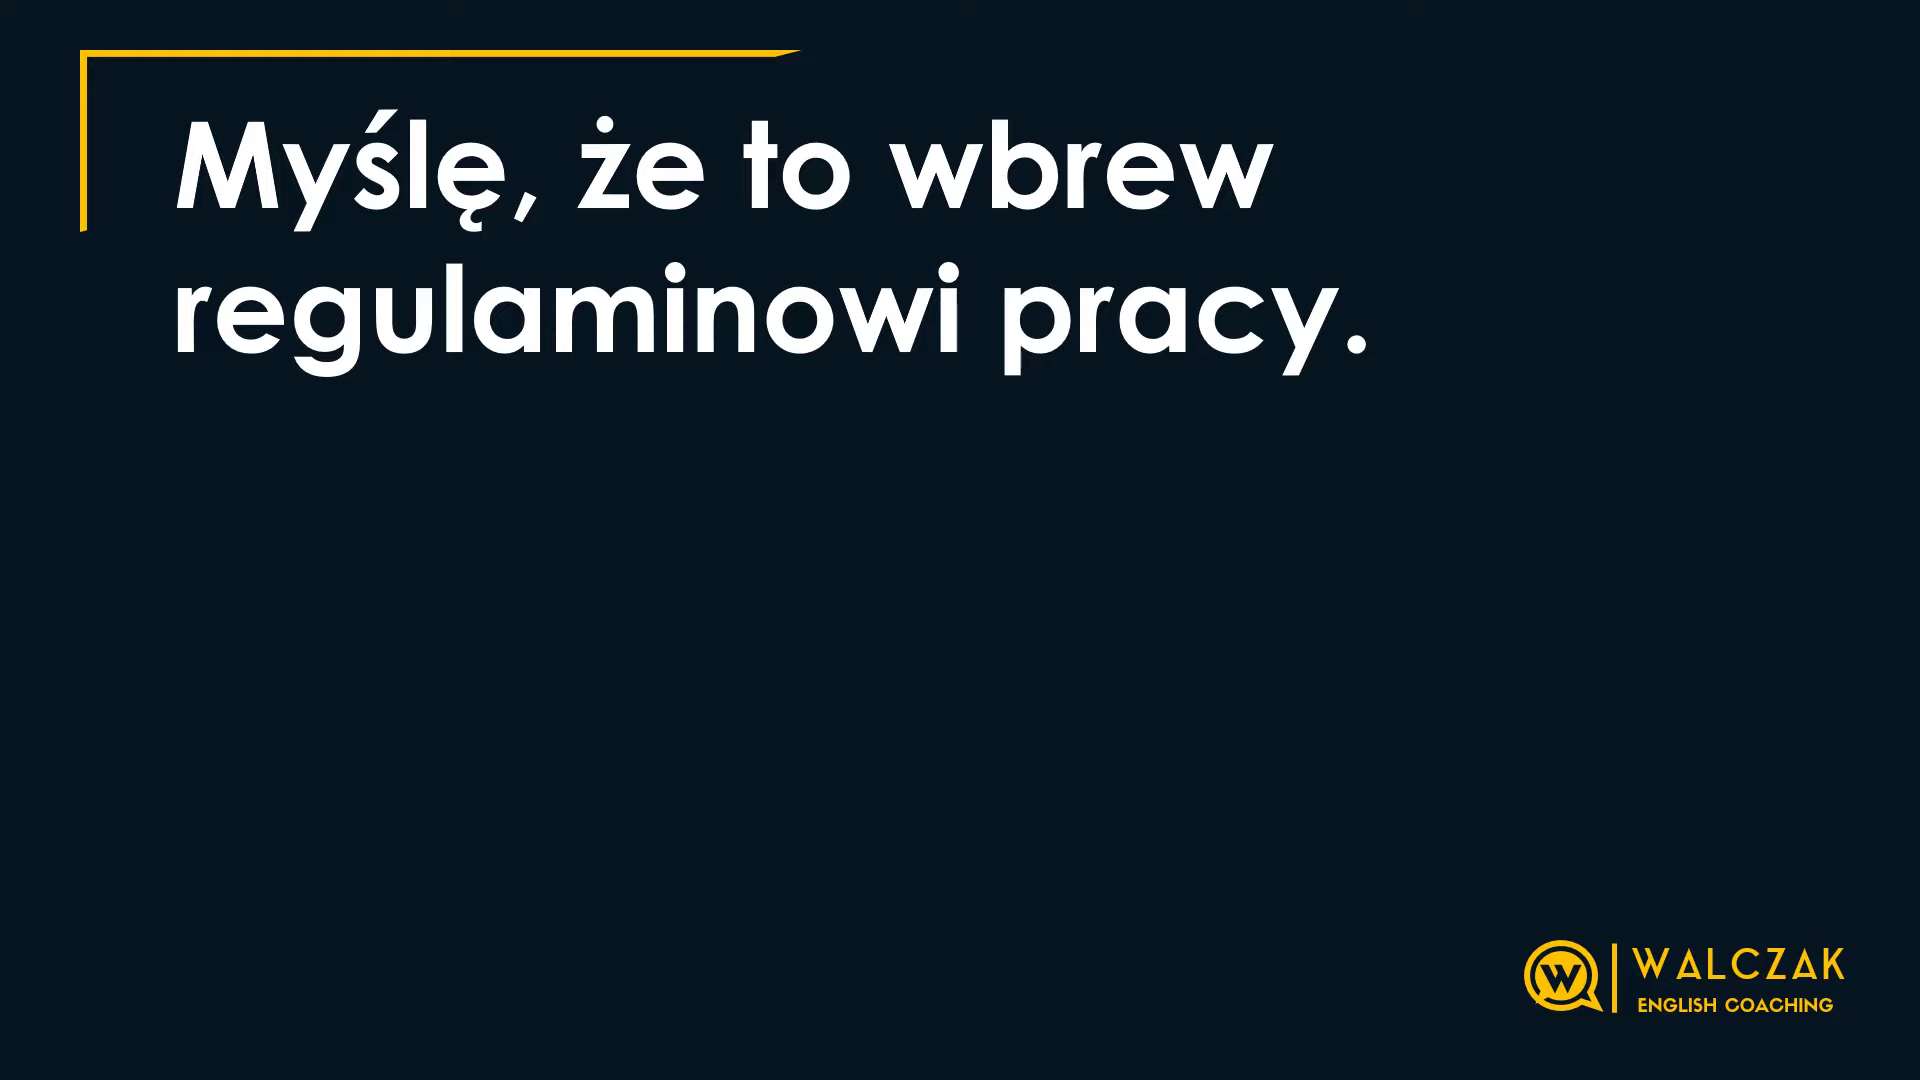 Myślę, że to wbrew
regulaminowi pracy.
WALCZAK
ENGLISH COACHING